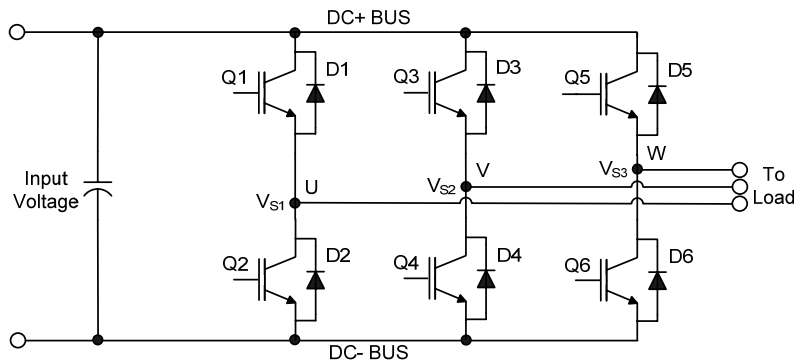 DC+ BUS
Q1
D1
Q3
D3
Q5
D5
Input
Voltage
VS1
U
VS2
V
VS3
W
To
Load
Q2
D2
Q4
D4
Q6
D6
DC- BUS